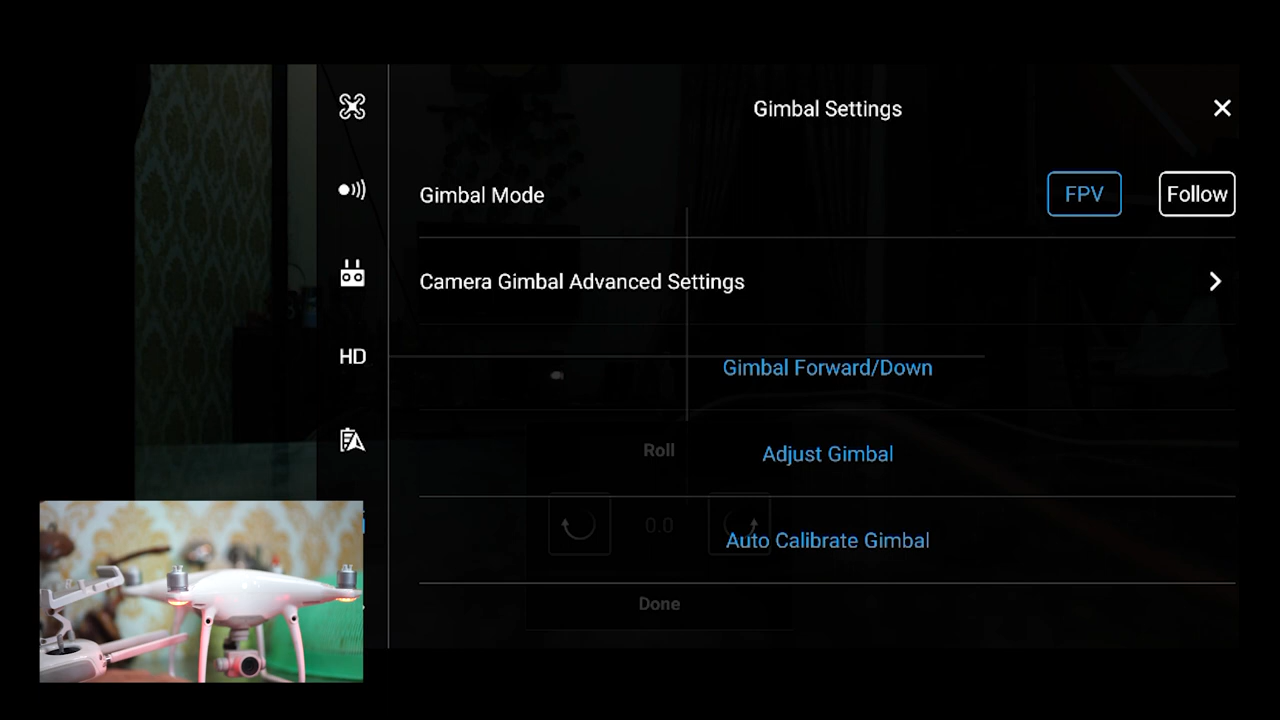 Gimbal Settings
Gimbal Mode
FPV
Follow
Camera Gimbal Advanced Settings
HD
Gimbal Forward/Down
Roll
Adjust Gimbal
0.0
Auto Calibrate Gimbal
Done